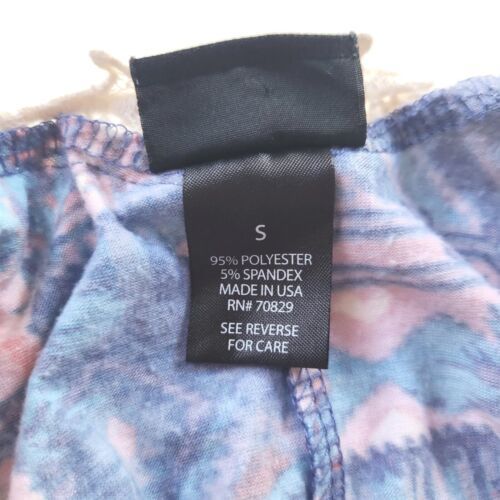 S
95% POLYESTER
5% SPANDEX
MADE IN USA
RN# 70829
SEE REVERSE
FOR CARE